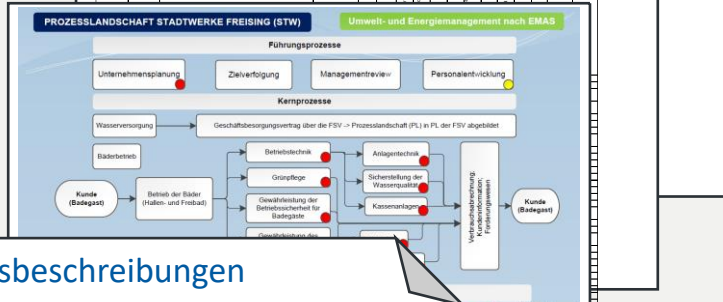 PROZESSLANDSCHAFT STADTWERKE FREISING (STW)
Umwelt- und Energiemanagement nach EMAS
Führungsprozesse
Unternehmensplanung
Zielverfolgung
Managementreview
Personalentwicklung
Kernprozesse
Wasserversorgung
Geschäftsbesorgungsvertrag über die FSV -> Prozesslandschaft (PL) in PL der FSV abgebildet
Bäderbetrieb
Betriebstechnik
Anlagentechnik
Grünpflege
Sicherstellung der
Wasserqualität
Kunde
(Badegast)
Betrieb der Bäder
(Hallen- und Freibad)
Gewährleistung der
Betriebssicherheit für
Badegäste
Kassenanlagen
Verbrauchsabrechnung;
Kundeninformation;
Forderungswesen
Kunde
(Badegast)
Gewährleistung des
sbeschreibungen